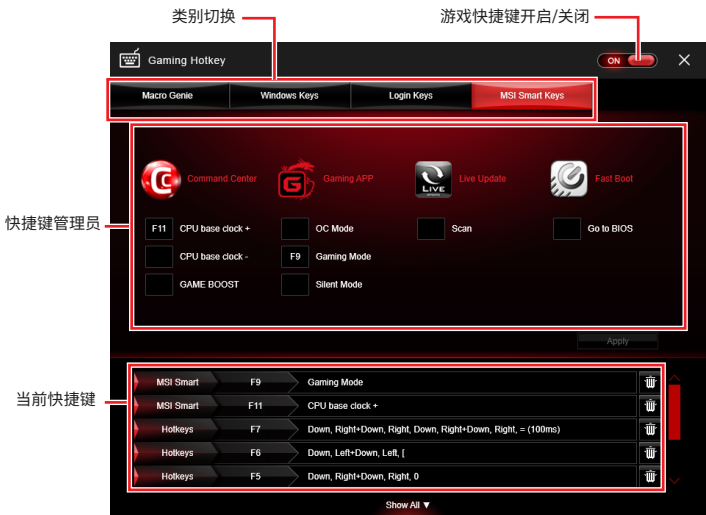 类别切换
游戏快捷键开启/关闭
Gaming Hotkey
ON
Macro Genie
Windows Keys
Login Keys
MSI Smart Keys
Command Center
Gaming APP
LIVE
Live Update
Fast Boot
快捷键管理员
F11 CPU base clock +
OC Mode
Scan
Go to BIOS
CPU base clock -
F9 Gaming Mode
GAME BOOST
Silent Mode
Apply
当前快捷键
MSI Smart F9 Gaming Mode
MSI Smart F11 CPU base clock +
Hotkeys F7 Down, Right+Down, Right, Down, Right+Down, Right, = (100ms)
Hotkeys F6 Down, Left+Down, Left, [
Hotkeys F5 Down, Right+Down, Right, 0
Show All ▼